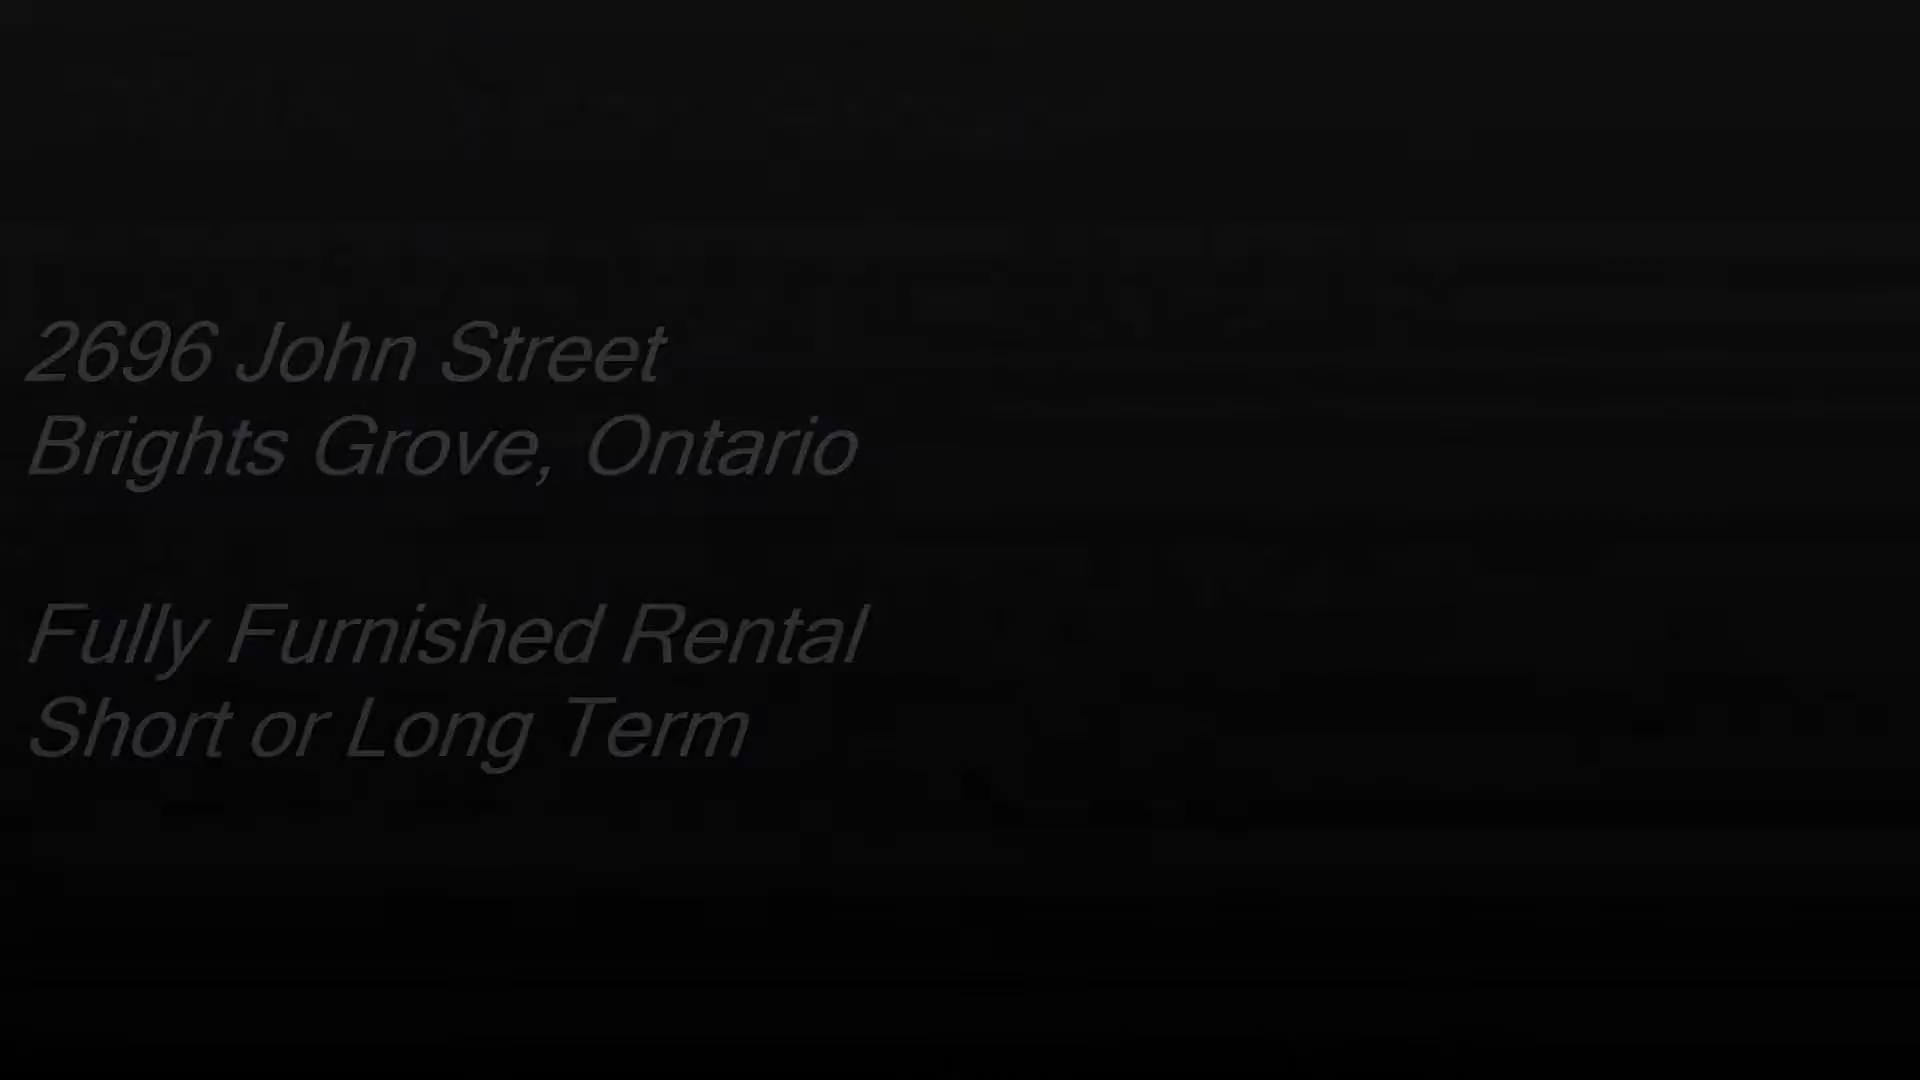 2696 John Street
Brights Grove, Ontario
Fully Furnished Rental
Short or Long Term